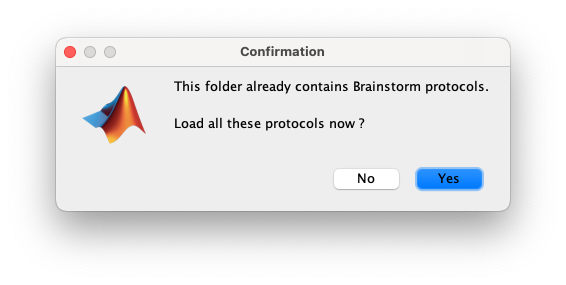 Confirmation
This folder already contains Brainstorm protocols.
Load all these protocols now ?
No
Yes